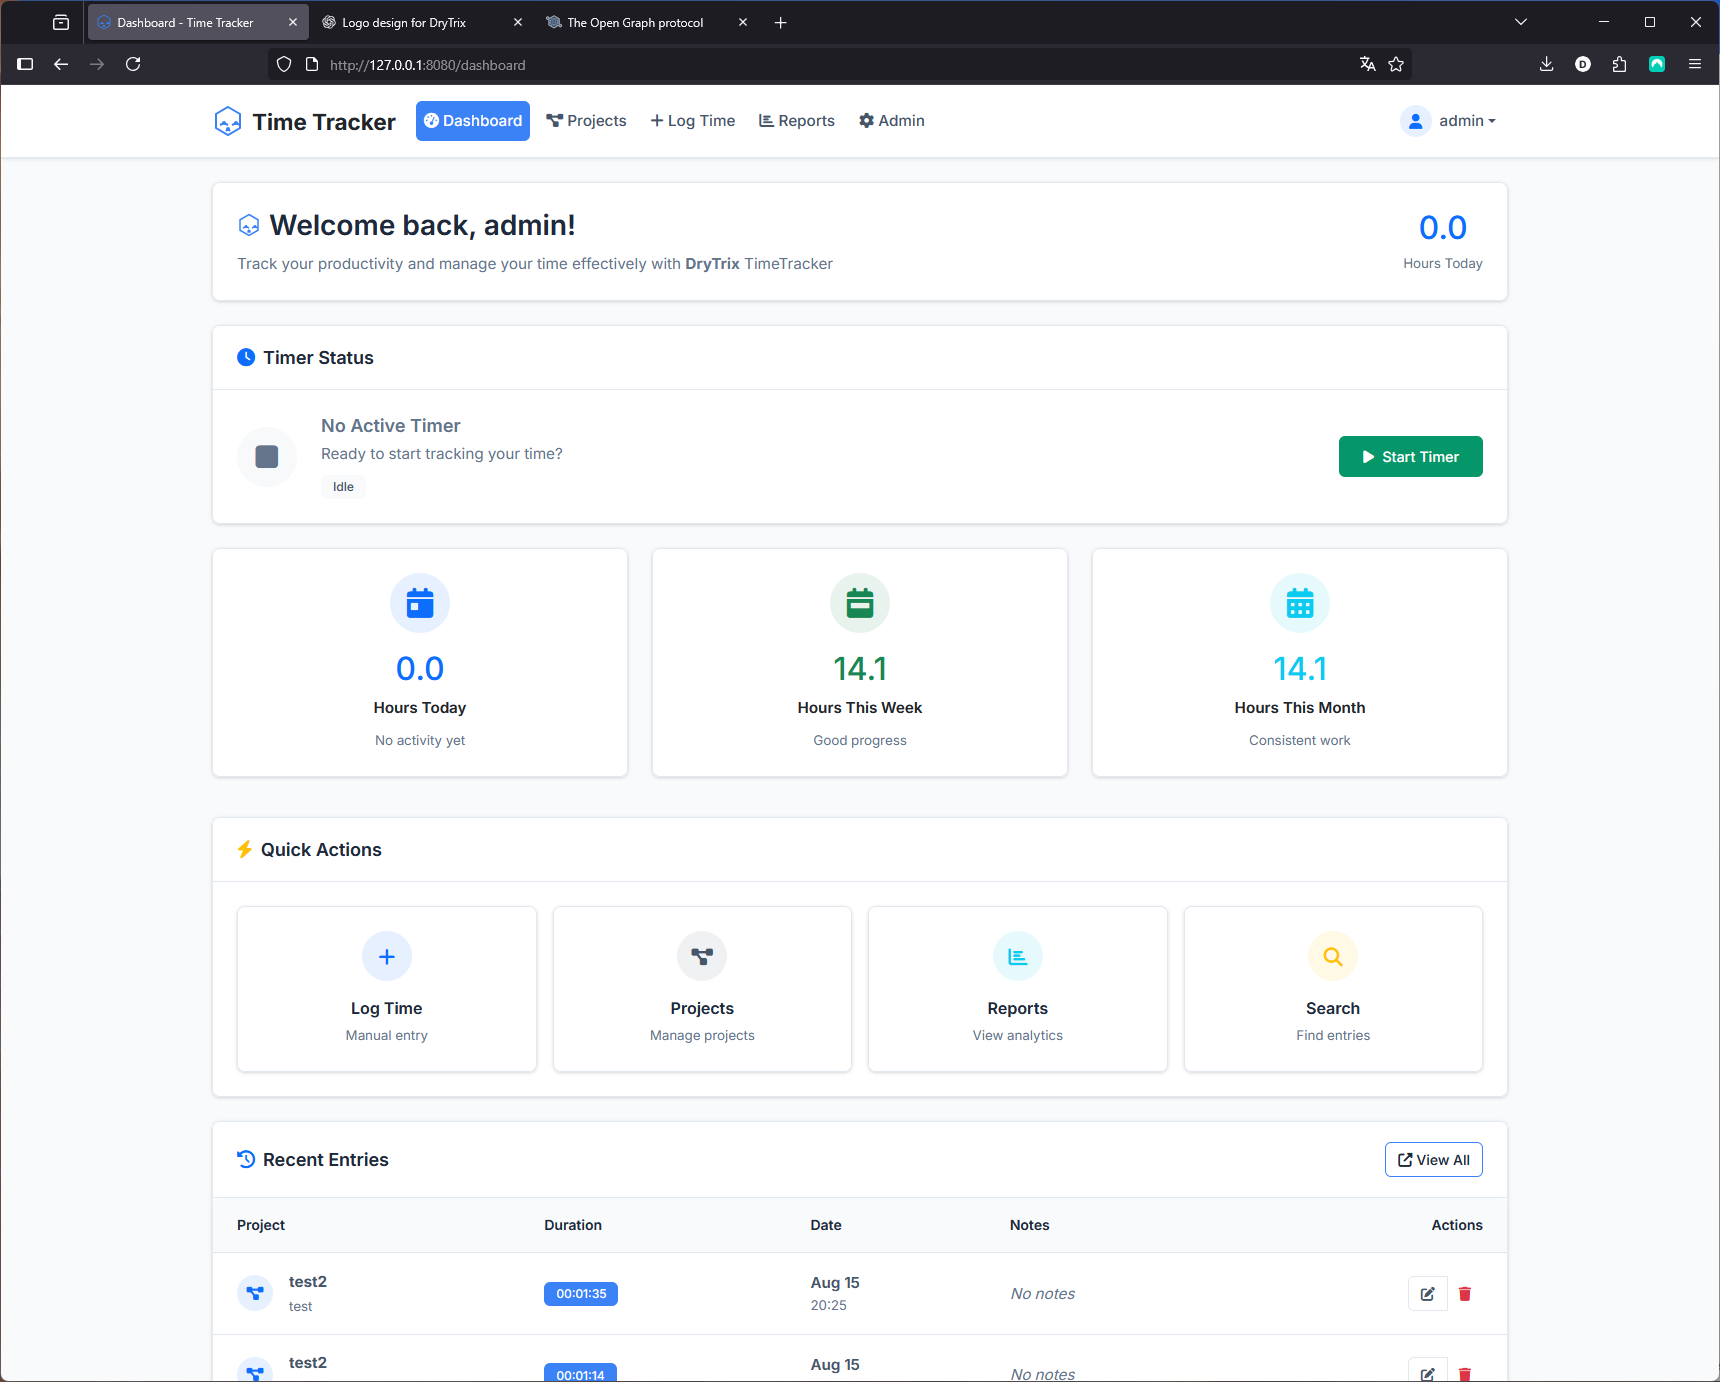 Dashboard - Time Tracker
Logo design for DryTrix
The Open Graph protocol
http://127.0.0.1:8080/dashboard
D
Time Tracker
Dashboard
Projects
Log Time
Reports
Admin
admin
Welcome back, admin!
Track your productivity and manage your time effectively with DryTrix TimeTracker
0.0
Hours Today
Timer Status
No Active Timer
Ready to start tracking your time?
Idle
Start Timer
0.0
Hours Today
No activity yet
14.1
Hours This Week
Good progress
14.1
Hours This Month
Consistent work
Quick Actions
Log Time
Manual entry
Projects
Manage projects
Reports
View analytics
Search
Find entries
Recent Entries
View All
Project Duration Date Notes Actions
test2
test
00:01:35
Aug 15
20:25
No notes
test2
00:01:14
Aug 15
No notes